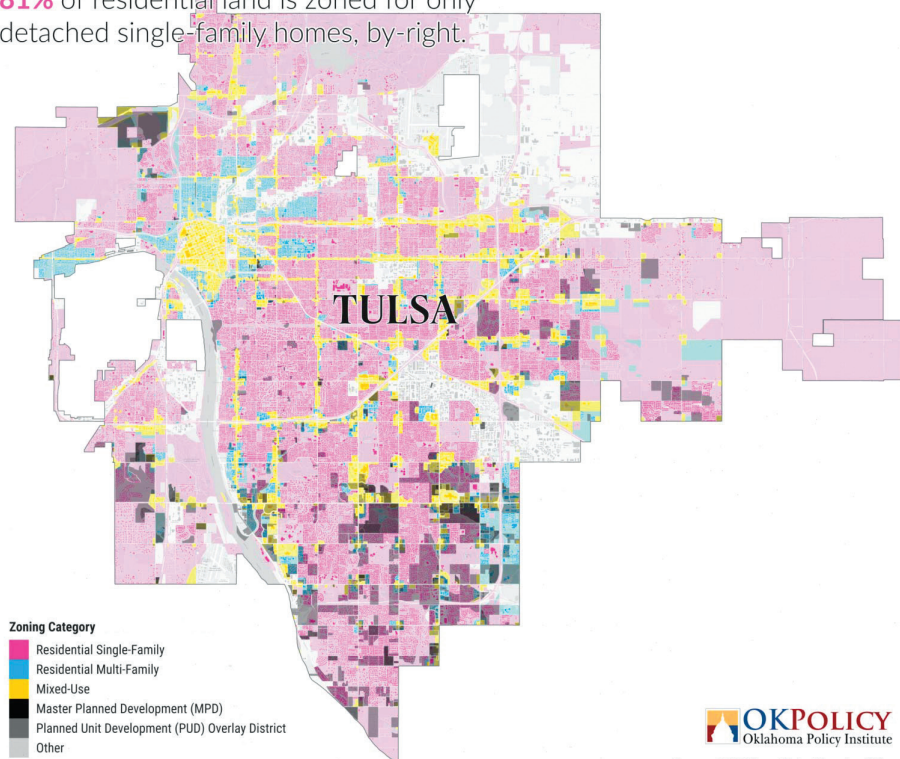 81% of residential land is zoned for only
detached single-family homes, by-right.
TULSA
Zoning Category
Residential Single-Family
Residential Multi-Family
Mixed-Use
Master Planned Development (MPD)
Planned Unit Development (PUD) Overlay District
Other
OKPOLICY
Oklahoma Policy Institute